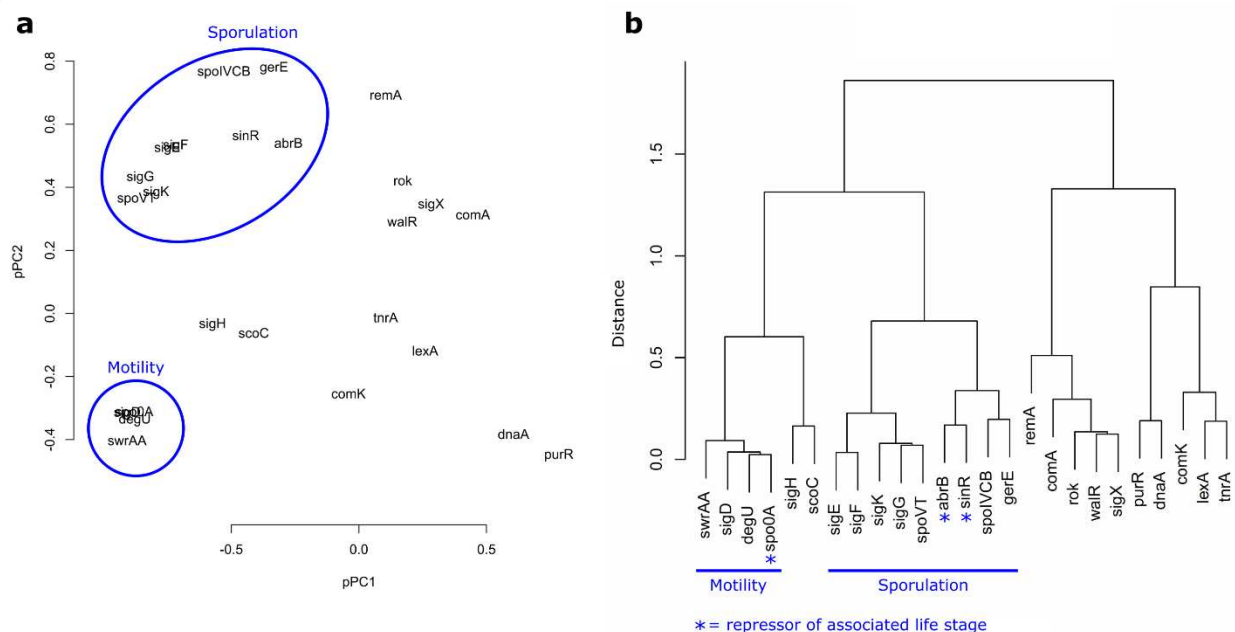 a
Sporulation
0.8
0.6
0.4
0.2
0.0
-0.2
-0.4
pPC2
spoIVCB
gerE
remA
sinR
abrB
sigE
sigF
sigG
sigK
spoVT
rok
sigX
walR
comA
sigH
scoC
tnrA
lexA
comK
dnaA
purR
Motility
degU
swrAA
-0.5
0.0
0.5
pPC1
b
Distance
1.5
1.0
0.5
0.0
swrAA
sigD
degU
*spo0A
sigH
scoC
sigE
sigF
sigK
sigG
spoVT
*abrB
*sinR
spoIVCB
gerE
remA
comA
rok
walR
sigX
purR
dnaA
comK
lexA
tnrA
Motility
Sporulation
*= repressor of associated life stage